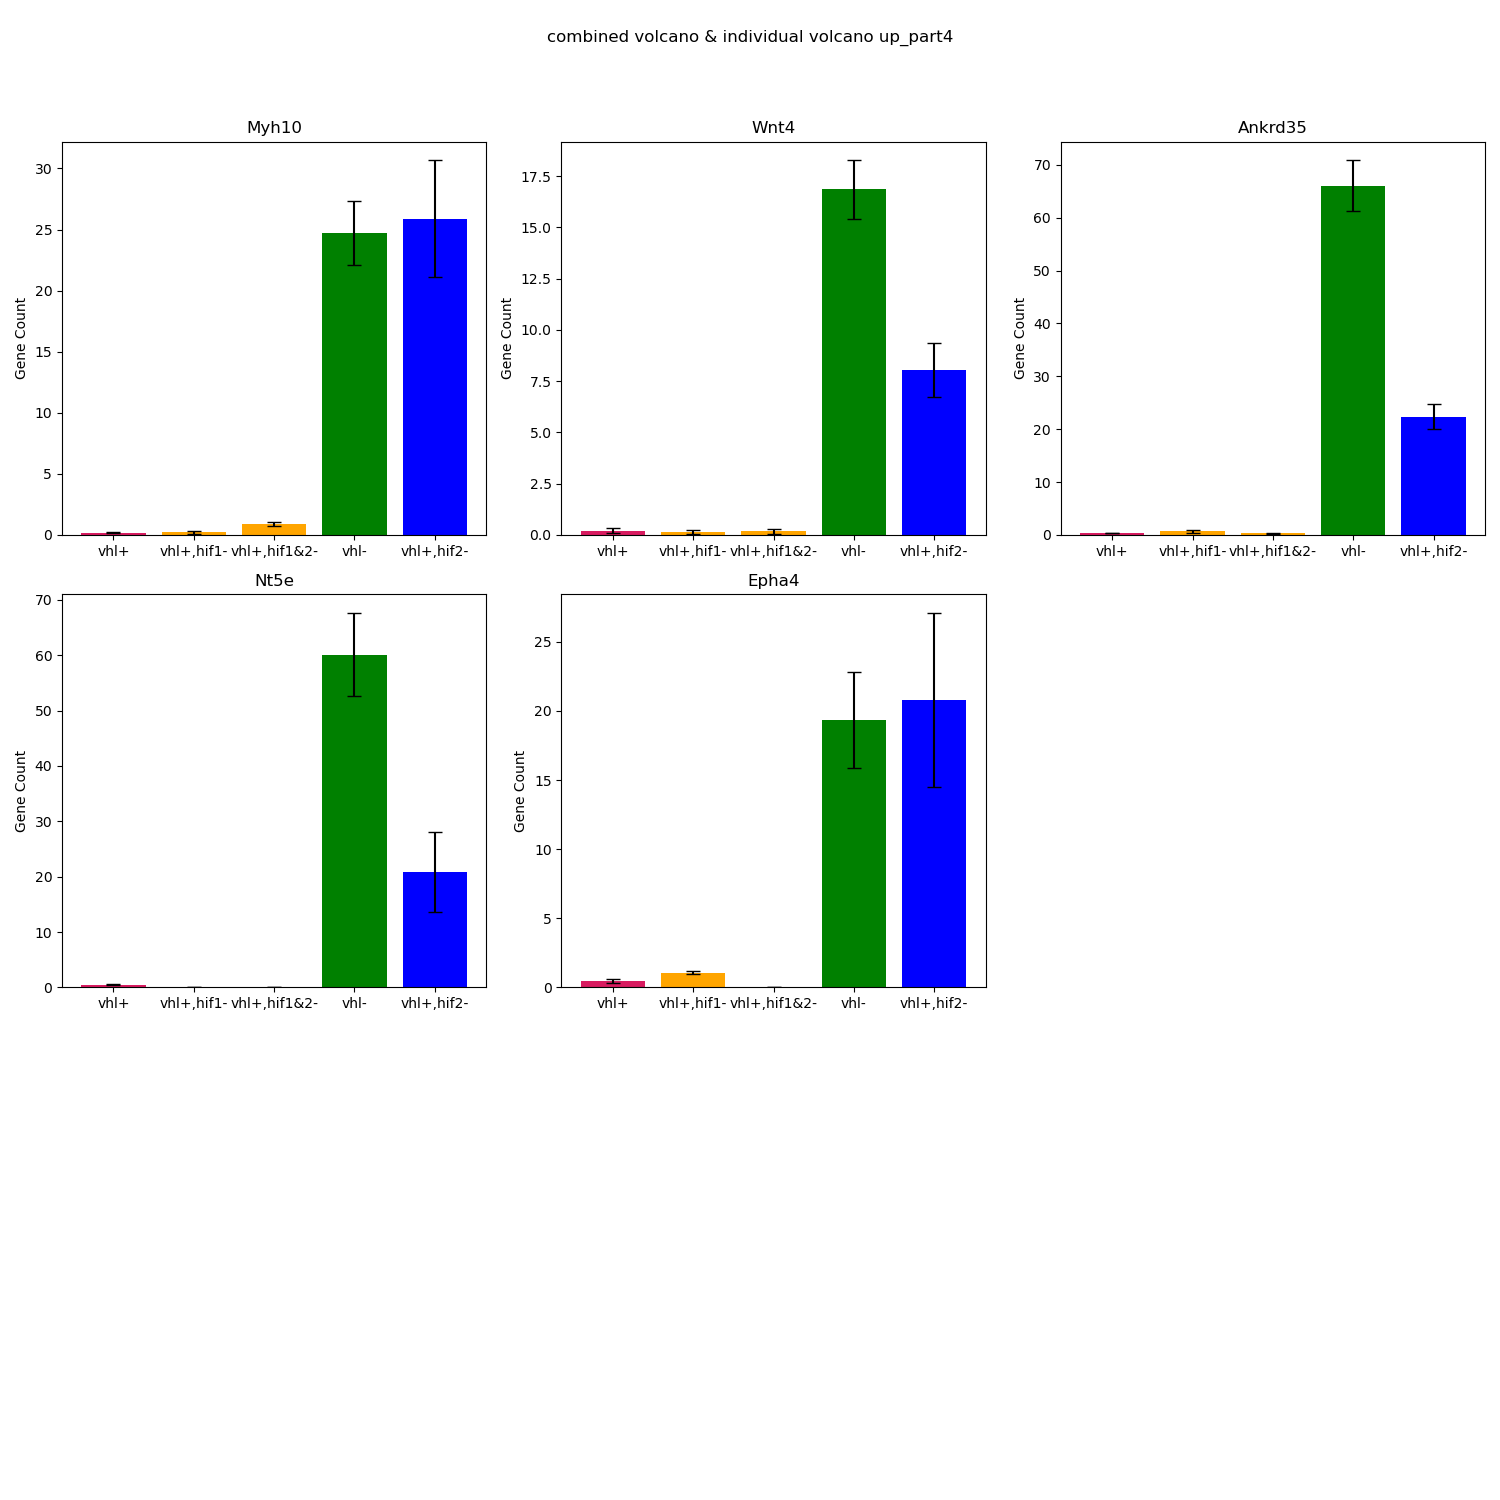 combined volcano & individual volcano up_part4
Myh10
Gene Count
30
25
20
15
10
5
0
vhl+ vhl+,hif1- vhl+,hif1&2- vhl- vhl+,hif2-
Wnt4
Gene Count
17.5
15.0
12.5
10.0
7.5
5.0
2.5
0.0
vhl+ vhl+,hif1- vhl+,hif1&2- vhl- vhl+,hif2-
Ankrd35
Gene Count
70
60
50
40
30
20
10
0
vhl+ vhl+,hif1- vhl+,hif1&2- vhl- vhl+,hif2-
Nt5e
Gene Count
70
60
50
40
30
20
10
0
vhl+ vhl+,hif1- vhl+,hif1&2- vhl- vhl+,hif2-
Epha4
Gene Count
25
20
15
10
5
0
vhl+ vhl+,hif1- vhl+,hif1&2- vhl- vhl+,hif2-